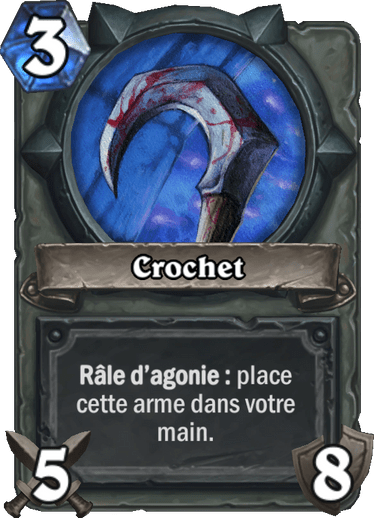 3
Crochet
Râle d’agonie : place
cette arme dans votre
main.
5
8